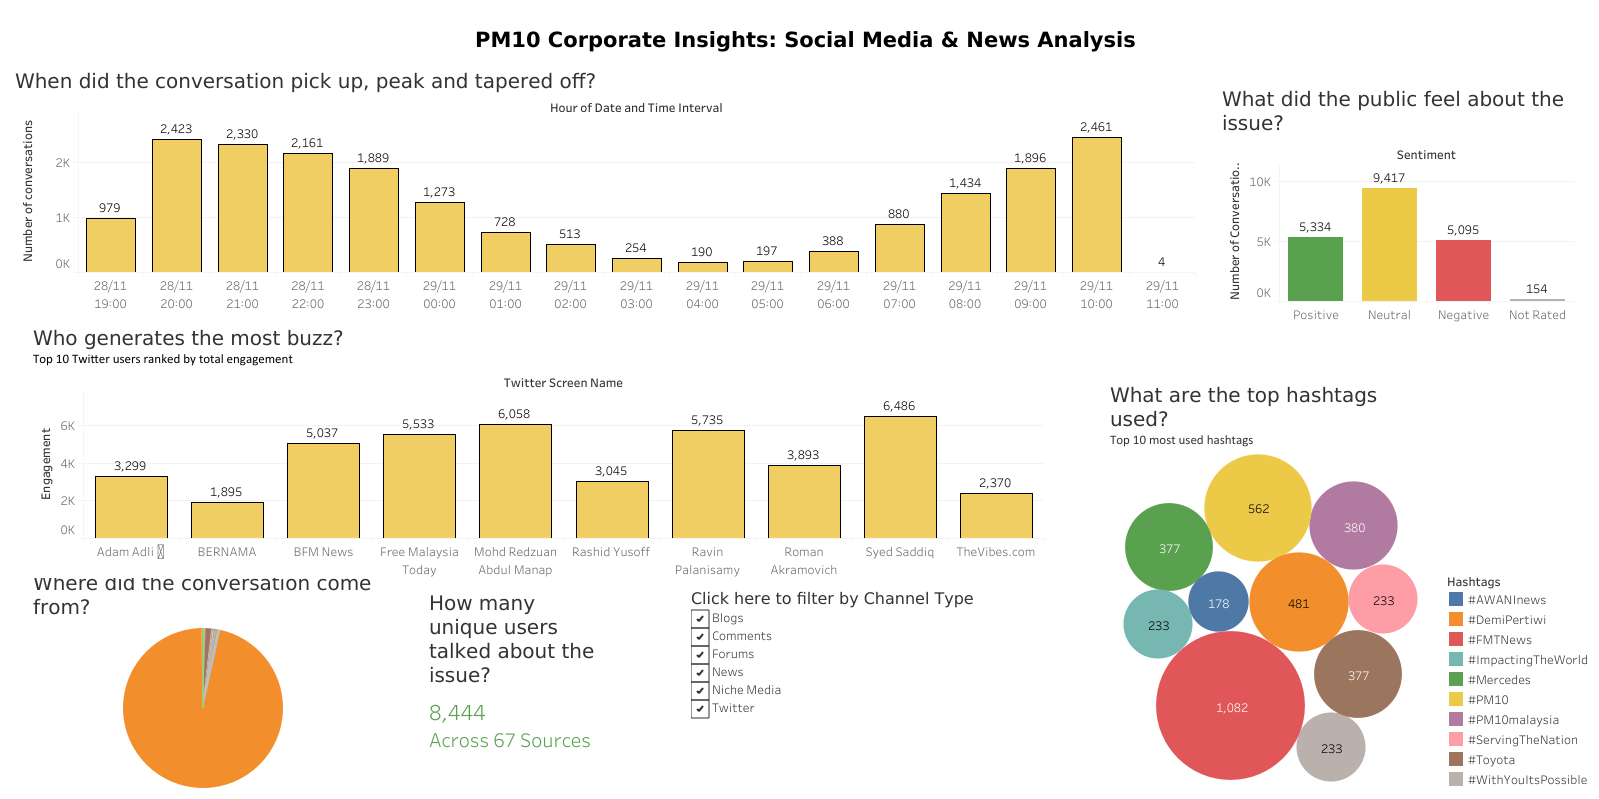 PM10 Corporate Insights: Social Media & News Analysis
When did the conversation pick up, peak and tapered off?
Hour of Date and Time Interval
Number of conversations
2K
1K
0K
979
2,423
2,330
2,161
1,889
1,273
728
513
254
190
197
388
880
1,434
1,896
2,461
4
28/11 28/11 28/11 28/11 28/11 29/11 29/11 29/11 29/11 29/11 29/11 29/11 29/11 29/11 29/11 29/11 29/11
19:00 20:00 21:00 22:00 23:00 00:00 01:00 02:00 03:00 04:00 05:00 06:00 07:00 08:00 09:00 10:00 11:00
What did the public feel about the
issue?
Sentiment
Number of Conversatio..
10K
5K
0K
5,334
9,417
5,095
154
Positive Neutral Negative Not Rated
Who generates the most buzz?
Top 10 Twitter users ranked by total engagement
Twitter Screen Name
Engagement
6K
4K
2K
0K
3,299
1,895
5,037
5,533
6,058
3,045
5,735
3,893
6,486
2,370
Adam Adli
BERNAMA
BFM News
Free Malaysia
Today
Mohd Redzuan
Abdul Manap
Rashid Yusoff
Ravin
Palanisamy
Roman
Akramovich
Syed Saddiq
TheVibes.com
What are the top hashtags
used?
Top 10 most used hashtags
562
380
377
178
481
233
233
377
1,082
233
Hashtags
#AWANInews
#DemiPertiwi
#FMTNews
#ImpactingTheWorld
#Mercedes
#PM10
#PM10malaysia
#ServingTheNation
#Toyota
#WithYouItsPossible
Where did the conversation come
from?
How many
unique users
talked about the
issue?
8,444
Across 67 Sources
Click here to filter by Channel Type
Blogs
Comments
Forums
News
Niche Media
Twitter